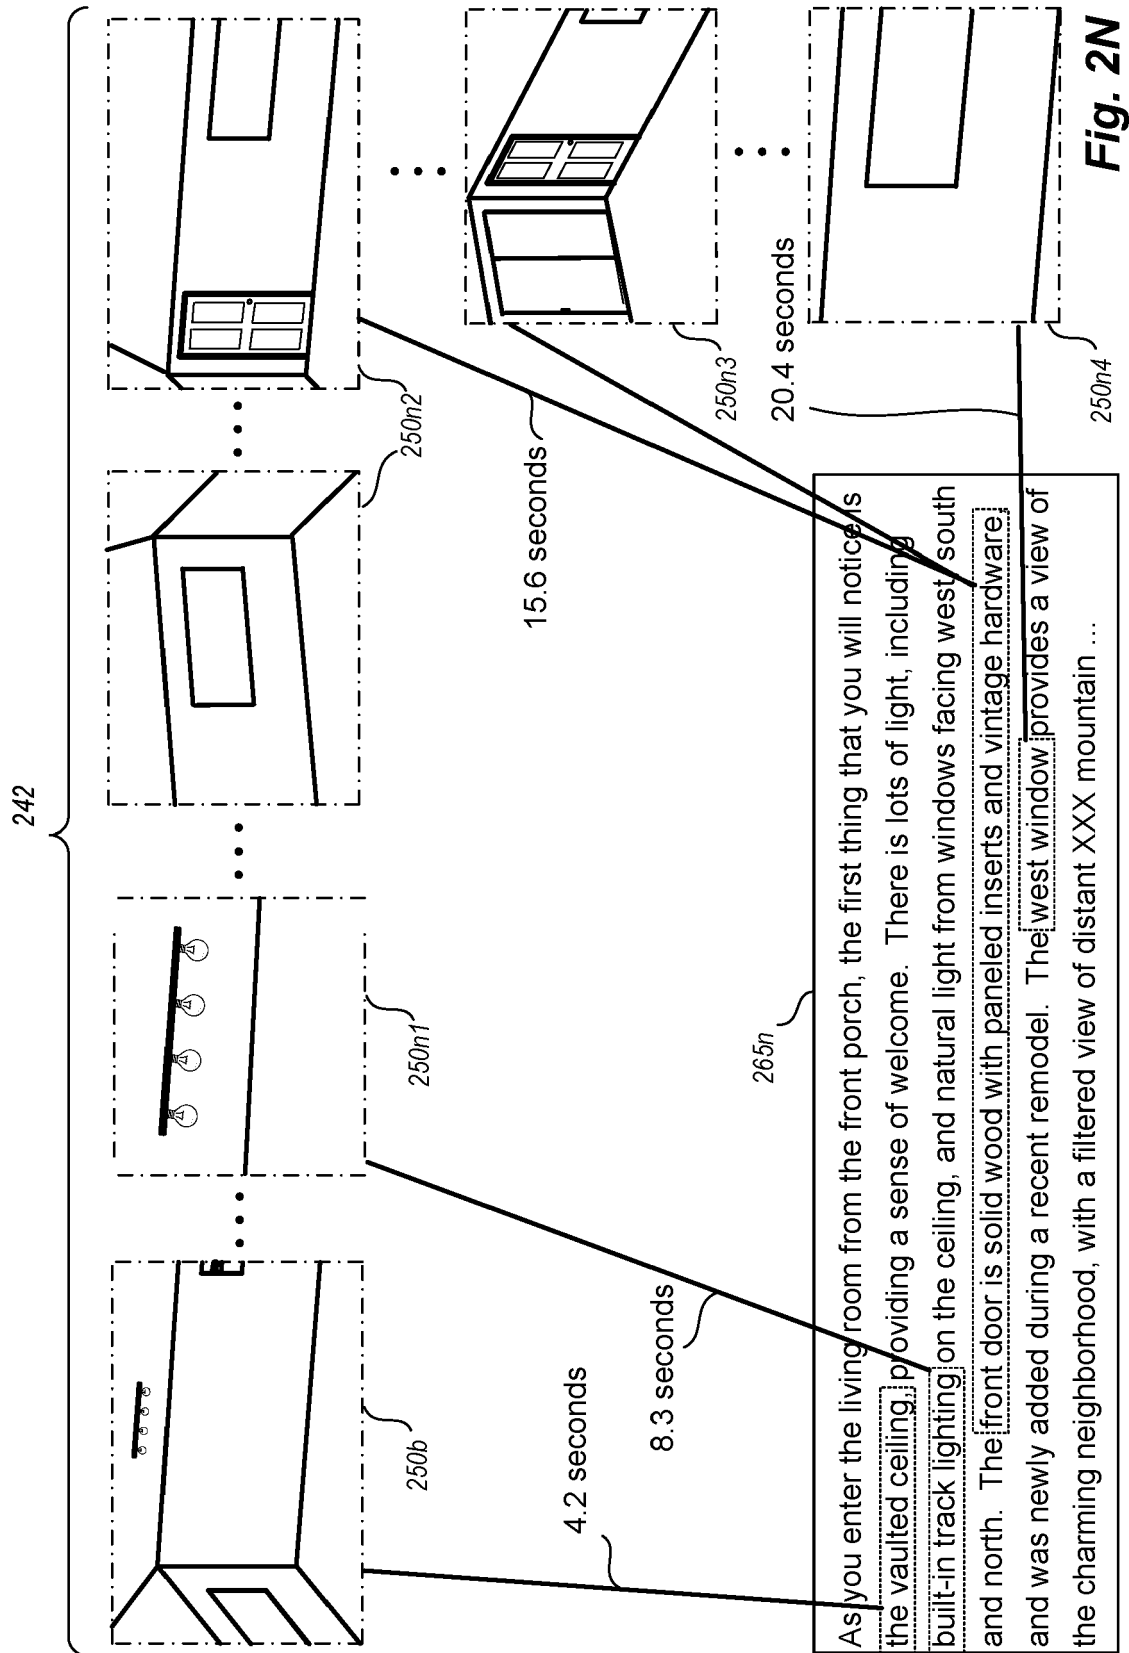 242
250b
250n1
250n2
4.2 seconds
8.3 seconds
15.6 seconds
250n3
20.4 seconds
250n4
265n
As you enter the living room from the front porch, the first thing that you will notice is
the vaulted ceiling, providing a sense of welcome. There is lots of light, including
built-in track lighting on the ceiling, and natural light from windows facing west, south
and north. The front door is solid wood with paneled inserts and vintage hardware,
and was newly added during a recent remodel. The west window provides a view of
the charming neighborhood, with a filtered view of distant XXX mountain ...
Fig. 2N